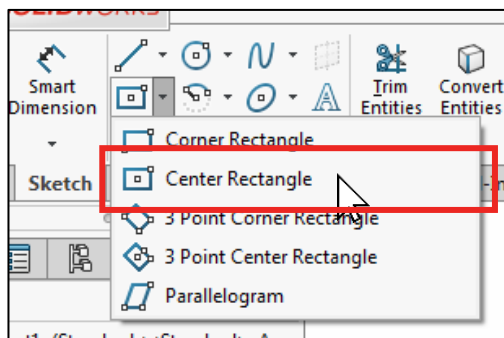 SOLIDWORKS
Smart
Dimension
Trim
Entities
Convert
Entities
Corner Rectangle
Sketch
Center Rectangle
3 Point Corner Rectangle
3 Point Center Rectangle
Parallelogram